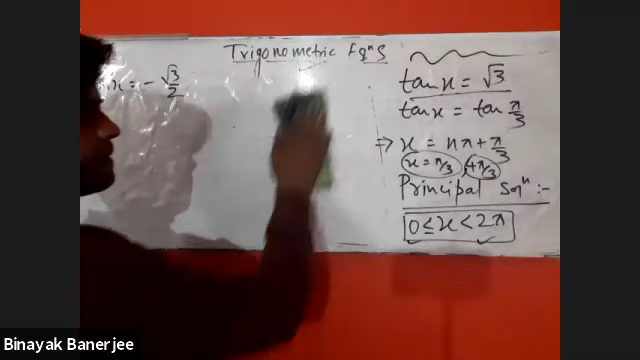 Trigonometric Eqⁿs
x = - √3/2
tan x = √3
tan x = tan π/3
⇒ x = nπ + π/3
x = π/3, 4π/3
Principal Solⁿ :-
0 ≤ x < 2π
Binayak Banerjee